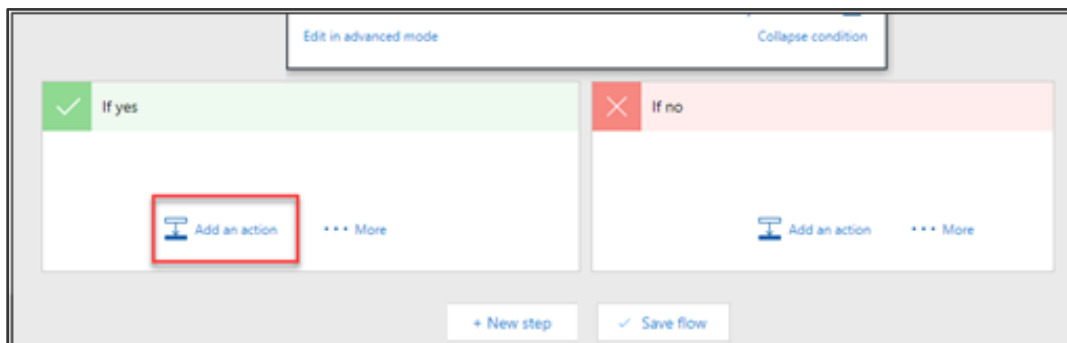 Edit in advanced mode
Collapse condition
If yes
If no
Add an action
••• More
Add an action
••• More
+ New step
Save flow